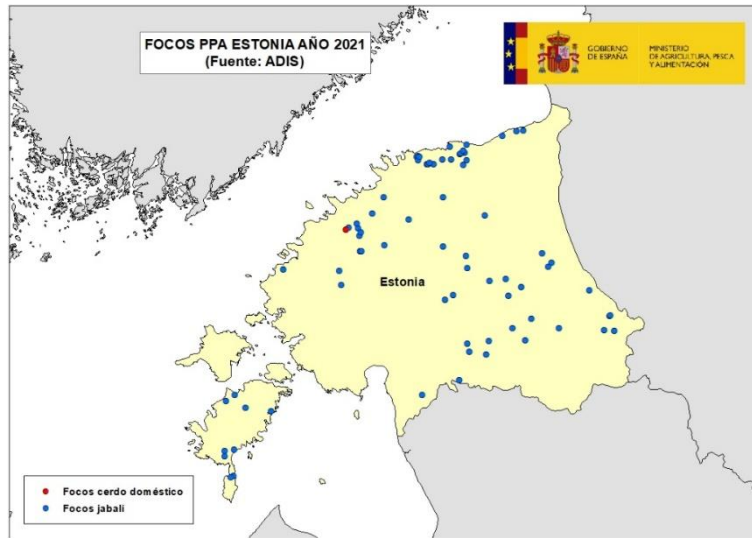 FOCOS PPA ESTONIA AÑO 2021
(Fuente: ADIS)
GOBIERNO
DE ESPAÑA
MINISTERIO
DE AGRICULTURA, PESCA
Y ALIMENTACIÓN
Estonia
Focos cerdo doméstico
Focos jabalí